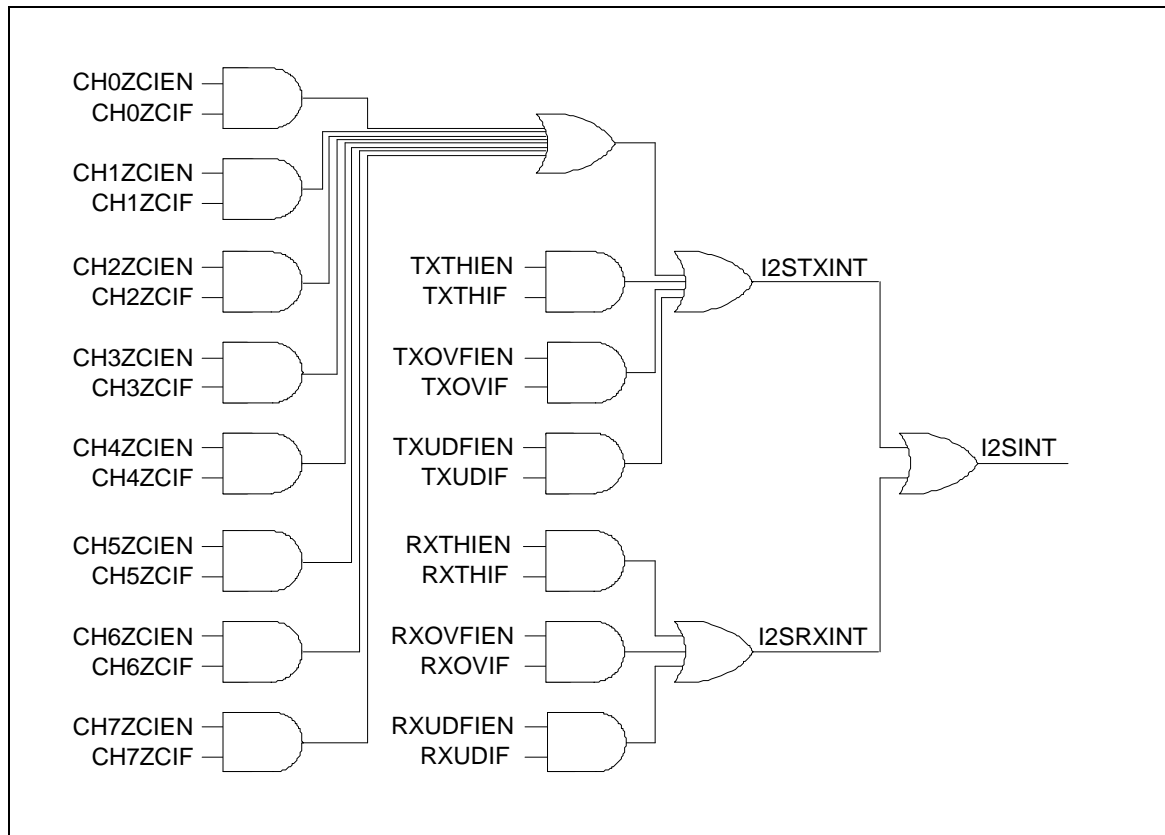 CH0ZCIEN
CH0ZCIF
CH1ZCIEN
CH1ZCIF
CH2ZCIEN
CH2ZCIF
CH3ZCIEN
CH3ZCIF
CH4ZCIEN
CH4ZCIF
CH5ZCIEN
CH5ZCIF
CH6ZCIEN
CH6ZCIF
CH7ZCIEN
CH7ZCIF
TXTHIEN
TXTHIF
TXOVFIEN
TXOVIF
TXUDFIEN
TXUDIF
RXTHIEN
RXTHIF
RXOVFIEN
RXOVIF
RXUDFIEN
RXUDIF
I2STXINT
I2SRXINT
I2SINT